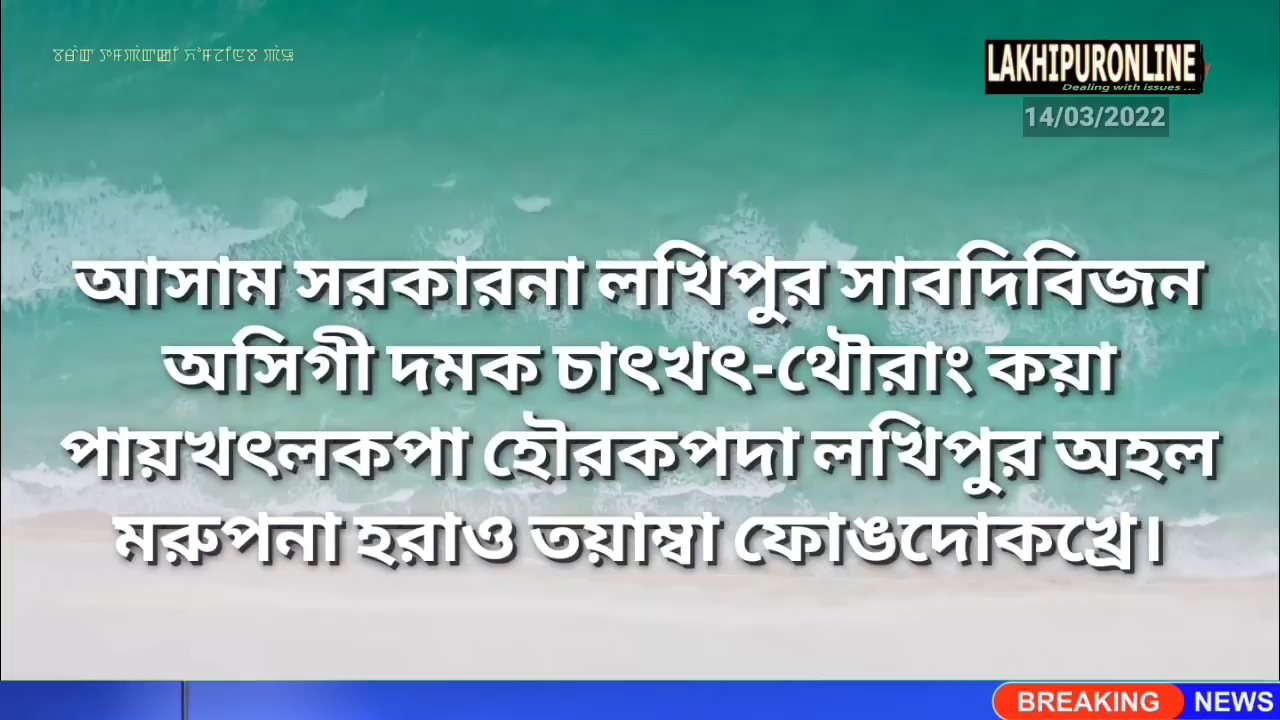 LAKHIPURONLINE
Dealing with issues ...
14/03/2022
আসাম সরকারনা লখিপুর সাবদিবিজন
অসিগী দমক চাৎখৎ-থৌরাং কয়া
পায়খৎলকপা হৌরকপদা লখিপুর অহল
মরুপনা হরাও তয়াম্বা ফোঙদোকখ্রে।
BREAKING NEWS